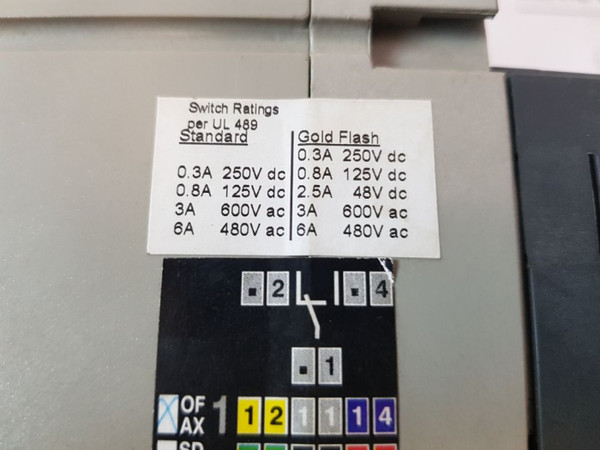 Switch Ratings
per UL 489
Standard
0.3A 250V dc
0.8A 125V dc
3A 600V ac
6A 480V ac
Gold Flash
0.3A 250V dc
0.8A 125V dc
2.5A 48V dc
3A 600V ac
6A 480V ac
. 2 . 4
. 1
OF
AX
1 1 2 1 1 1 4
SD